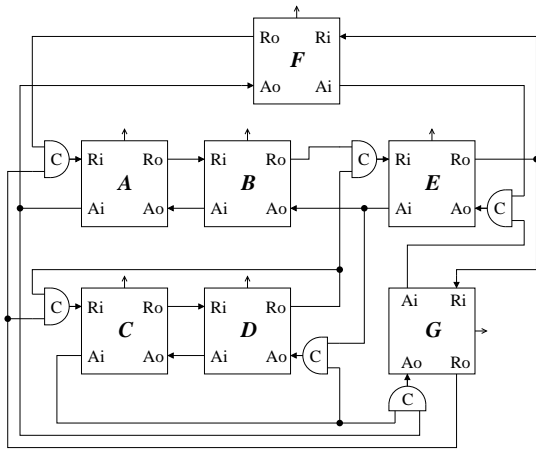 Ro Ri
F
Ao Ai
C Ri Ro Ri Ro C Ri Ro
A B E
Ai Ao Ai Ao Ai Ao C
C Ri Ro Ri Ro Ai Ri
C D G
Ai Ao Ai Ao C Ao Ro
C